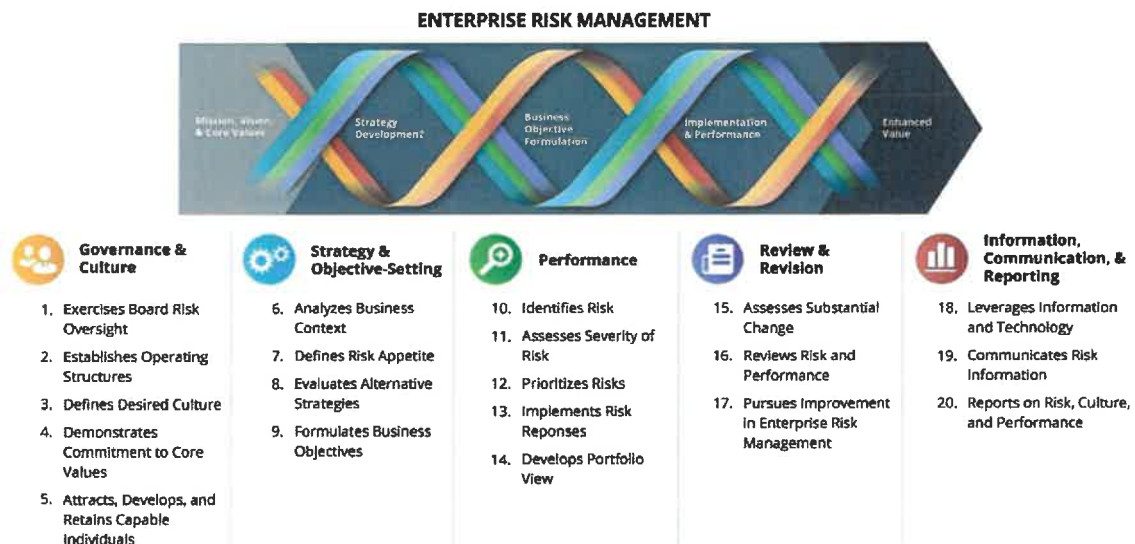 ENTERPRISE RISK MANAGEMENT
Mission, Vision,
& Core Values
Strategy
Development
Business
Objective
Formulation
Implementation
& Performance
Enhanced
Value
Governance &
Culture
1. Exercises Board Risk
Oversight
2. Establishes Operating
Structures
3. Defines Desired Culture
4. Demonstrates
Commitment to Core
Values
5. Attracts, Develops, and
Retains Capable
Individuals
Strategy &
Objective-Setting
6. Analyzes Business
Context
7. Defines Risk Appetite
8. Evaluates Alternative
Strategies
9. Formulates Business
Objectives
Performance
10. Identifies Risk
11. Assesses Severity of
Risk
12. Prioritizes Risks
13. Implements Risk
Reponses
14. Develops Portfolio
View
Review &
Revision
15. Assesses Substantial
Change
16. Reviews Risk and
Performance
17. Pursues Improvement
in Enterprise Risk
Management
Information,
Communication, &
Reporting
18. Leverages Information
and Technology
19. Communicates Risk
Information
20. Reports on Risk, Culture,
and Performance